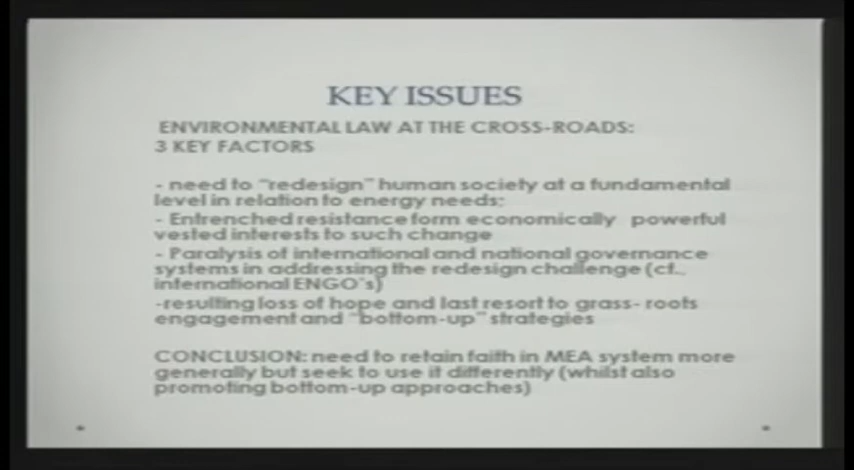 KEY ISSUES
ENVIRONMENTAL LAW AT THE CROSS-ROADS:
3 KEY FACTORS
- need to "redesign" human society at a fundamental
level in relation to energy needs;
- Entrenched resistance form economically powerful
vested interests to such change
- Paralysis of international and national governance
systems in addressing the redesign challenge (cf..
international ENGO's)
-resulting loss of hope and last resort to grass- roots
engagement and "bottom-up" strategies
CONCLUSION: need to retain faith in MEA system more
generally but seek to use it differently (whilst also
promoting bottom-up approaches)